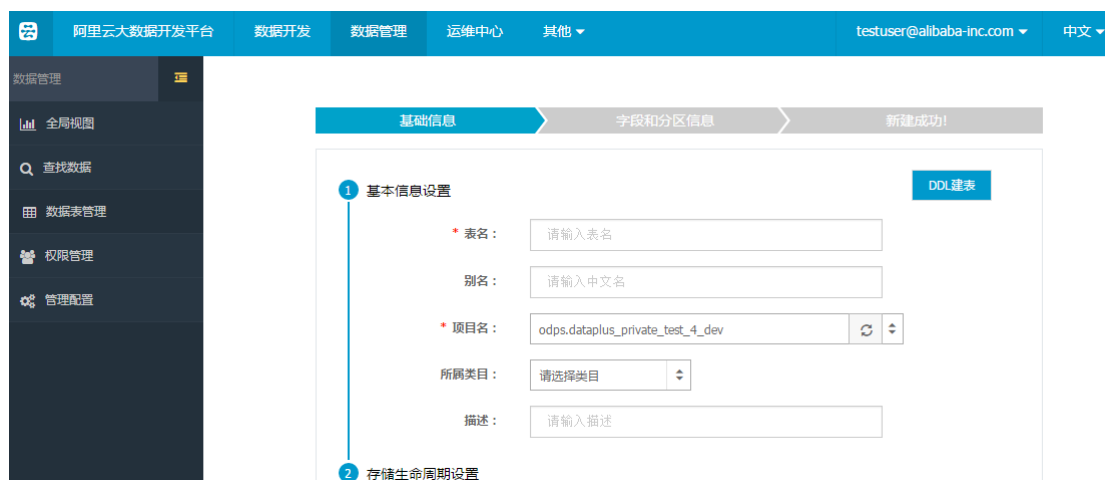 阿里云大数据开发平台 数据开发 数据管理 运维中心 其他 testuser@alibaba-inc.com 中文
数据管理
全局视图
查找数据
数据表管理
权限管理
管理配置
基础信息 字段和分区信息 新建成功!
1 基本信息设置 DDL建表
* 表名： 请输入表名
别名： 请输入中文名
* 项目名： odps.dataplus_private_test_4_dev
所属类目： 请选择类目
描述： 请输入描述
2 存储生命周期设置